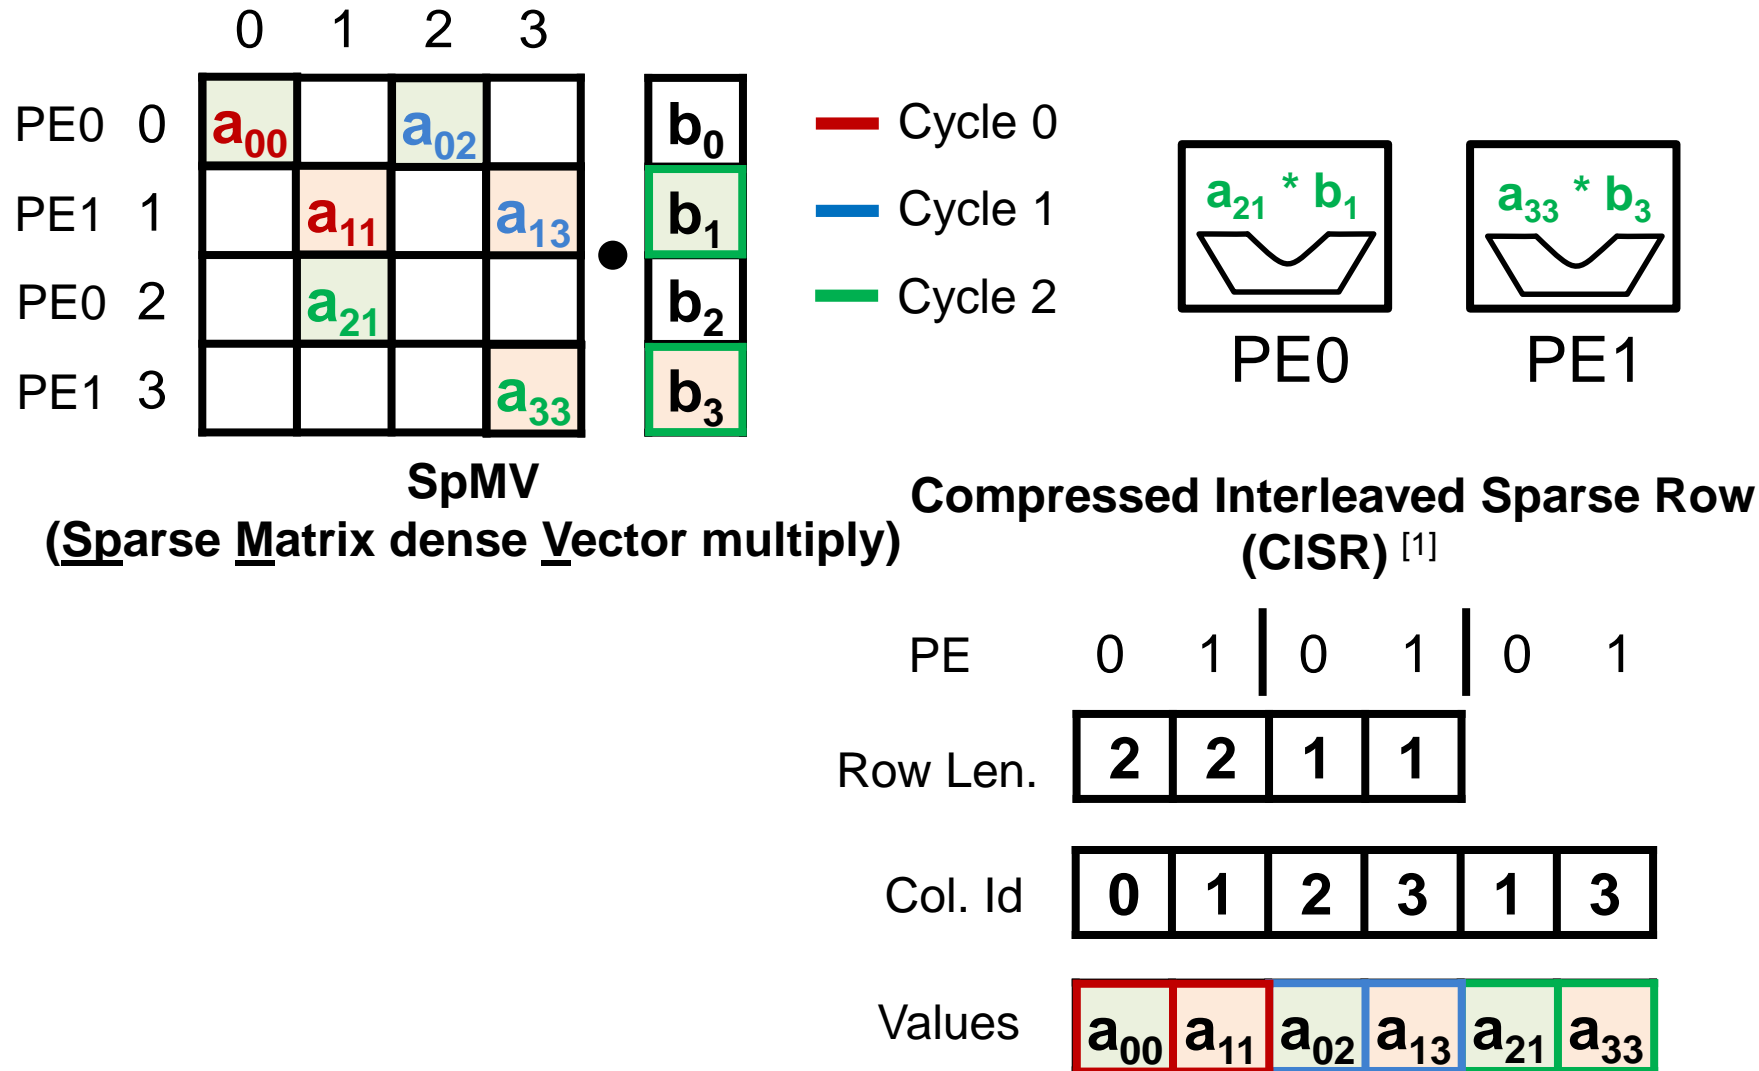 0 1 2 3
PE0 0 a00 a02 b0
PE1 1 a11 a13 b1
PE0 2 a21 b2
PE1 3 a33 b3
SpMV
(Sparse Matrix dense Vector multiply)
Cycle 0
Cycle 1
Cycle 2
a21 * b1
a33 * b3
PE0 PE1
Compressed Interleaved Sparse Row
(CISR) [1]
PE 0 1 0 1 0 1
Row Len. 2 2 1 1
Col. Id 0 1 2 3 1 3
Values a00 a11 a02 a13 a21 a33